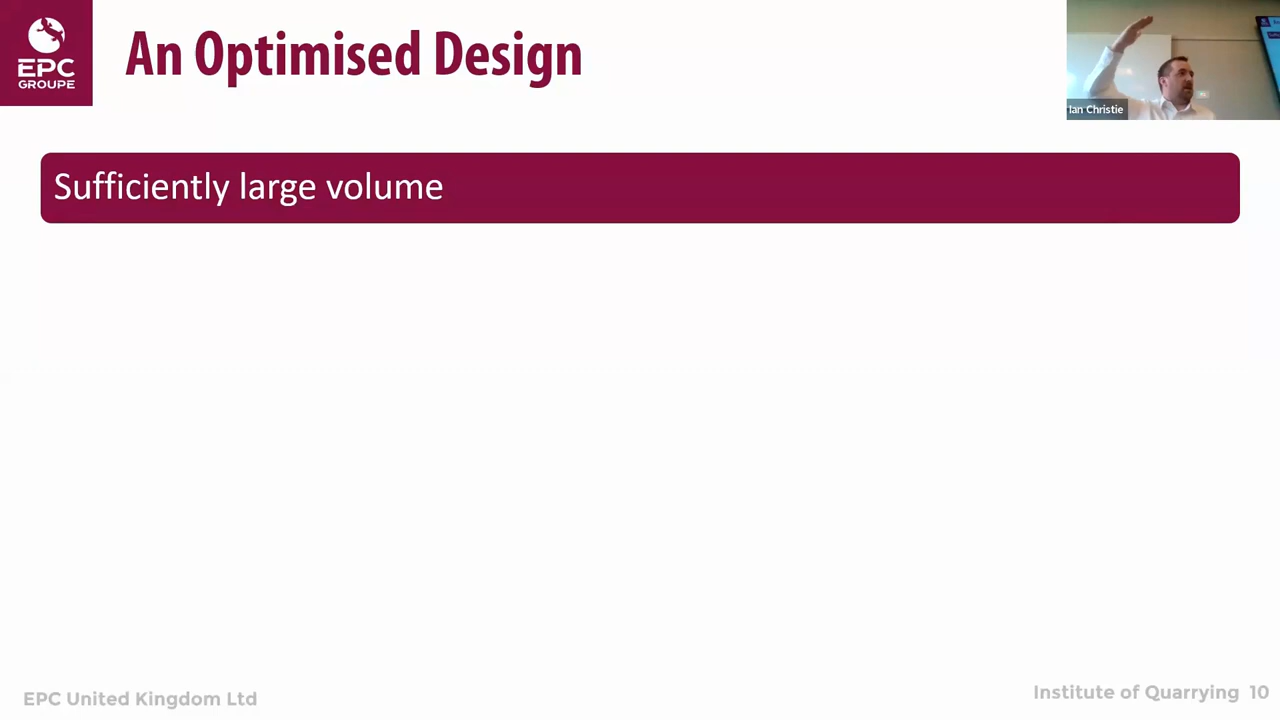 EPC
GROUPE
An Optimised Design
Ian Christie
Sufficiently large volume
EPC United Kingdom Ltd
Institute of Quarrying 10